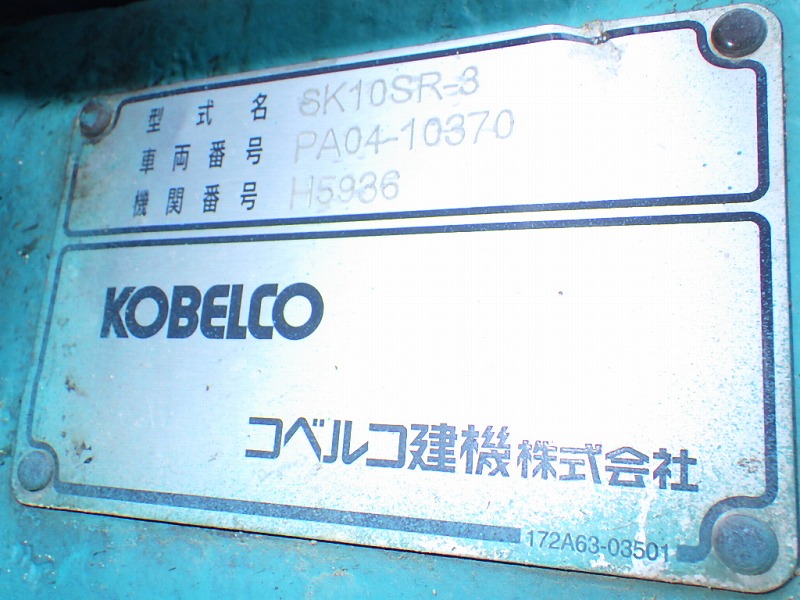 型式名 SK10SR-3
車両番号 PA04-10370
機関番号 H5936
KOBELCO
コベルコ建機株式会社
172A63-03501